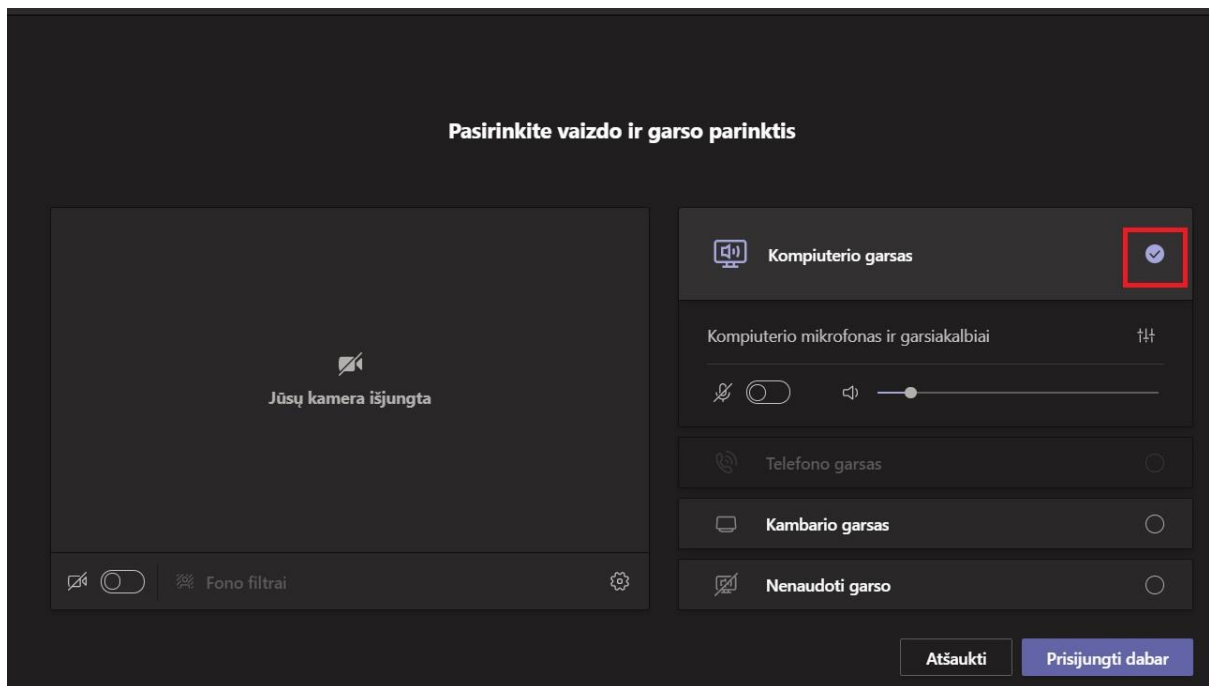 Pasirinkite vaizdo ir garso parinktis
Jūsų kamera išjungta
Fono filtrai
Kompiuterio garsas
Kompiuterio mikrofonas ir garsiakalbiai
Telefono garsas
Kambario garsas
Nenaudoti garso
Atšaukti
Prisijungti dabar